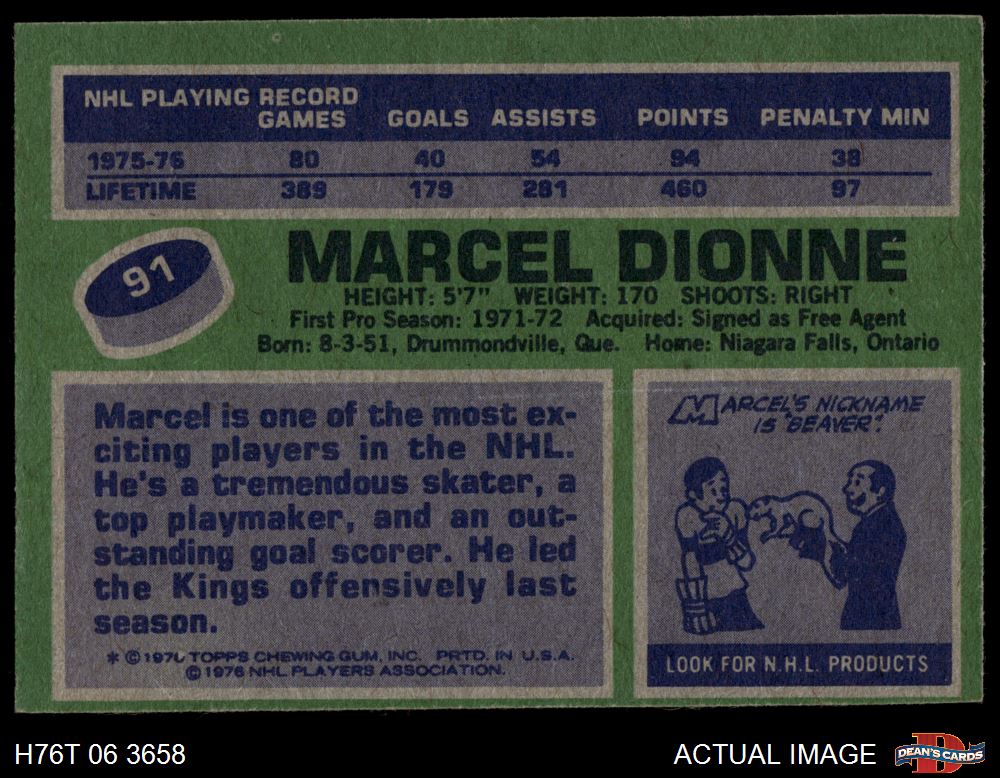 NHL PLAYING RECORD
GAMES GOALS ASSISTS POINTS PENALTY MIN
1975-76 80 40 54 94 38
LIFETIME 389 179 281 460 97
91
MARCEL DIONNE
HEIGHT: 5'7" WEIGHT: 170 SHOOTS: RIGHT
First Pro Season: 1971-72 Acquired: Signed as Free Agent
Born: 8-3-51, Drummondville, Que. Home: Niagara Falls, Ontario
Marcel is one of the most ex-
citing players in the NHL.
He's a tremendous skater, a
top playmaker, and an out-
standing goal scorer. He led
the Kings offensively last
season.
* © TOPPS CHEWING GUM, INC. PRTD. IN U.S.A.
© 1976 NHL PLAYERS ASSOCIATION.
MARCEL'S NICKNAME
IS "BEAVER".
LOOK FOR N.H.L. PRODUCTS
H76T 06 3658
ACTUAL IMAGE
D
DEAN'S CARDS